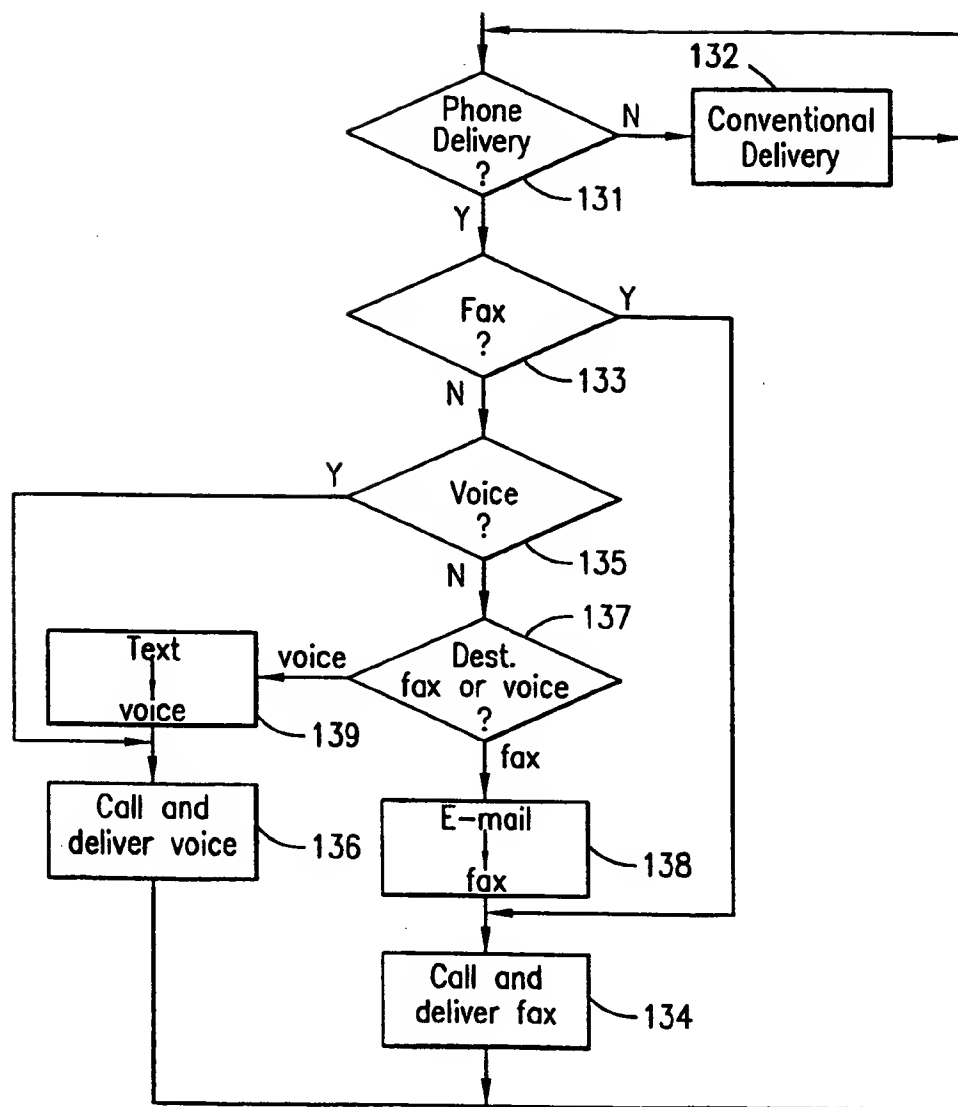 132
Phone
Delivery
?
N
Conventional
Delivery
131
Y
Fax
?
Y
133
N
Y
Voice
?
135
N
137
Text
voice
voice
Dest.
fax or voice
?
139
fax
Call and
deliver voice
136
E-mail
fax
138
Call and
deliver fax
134